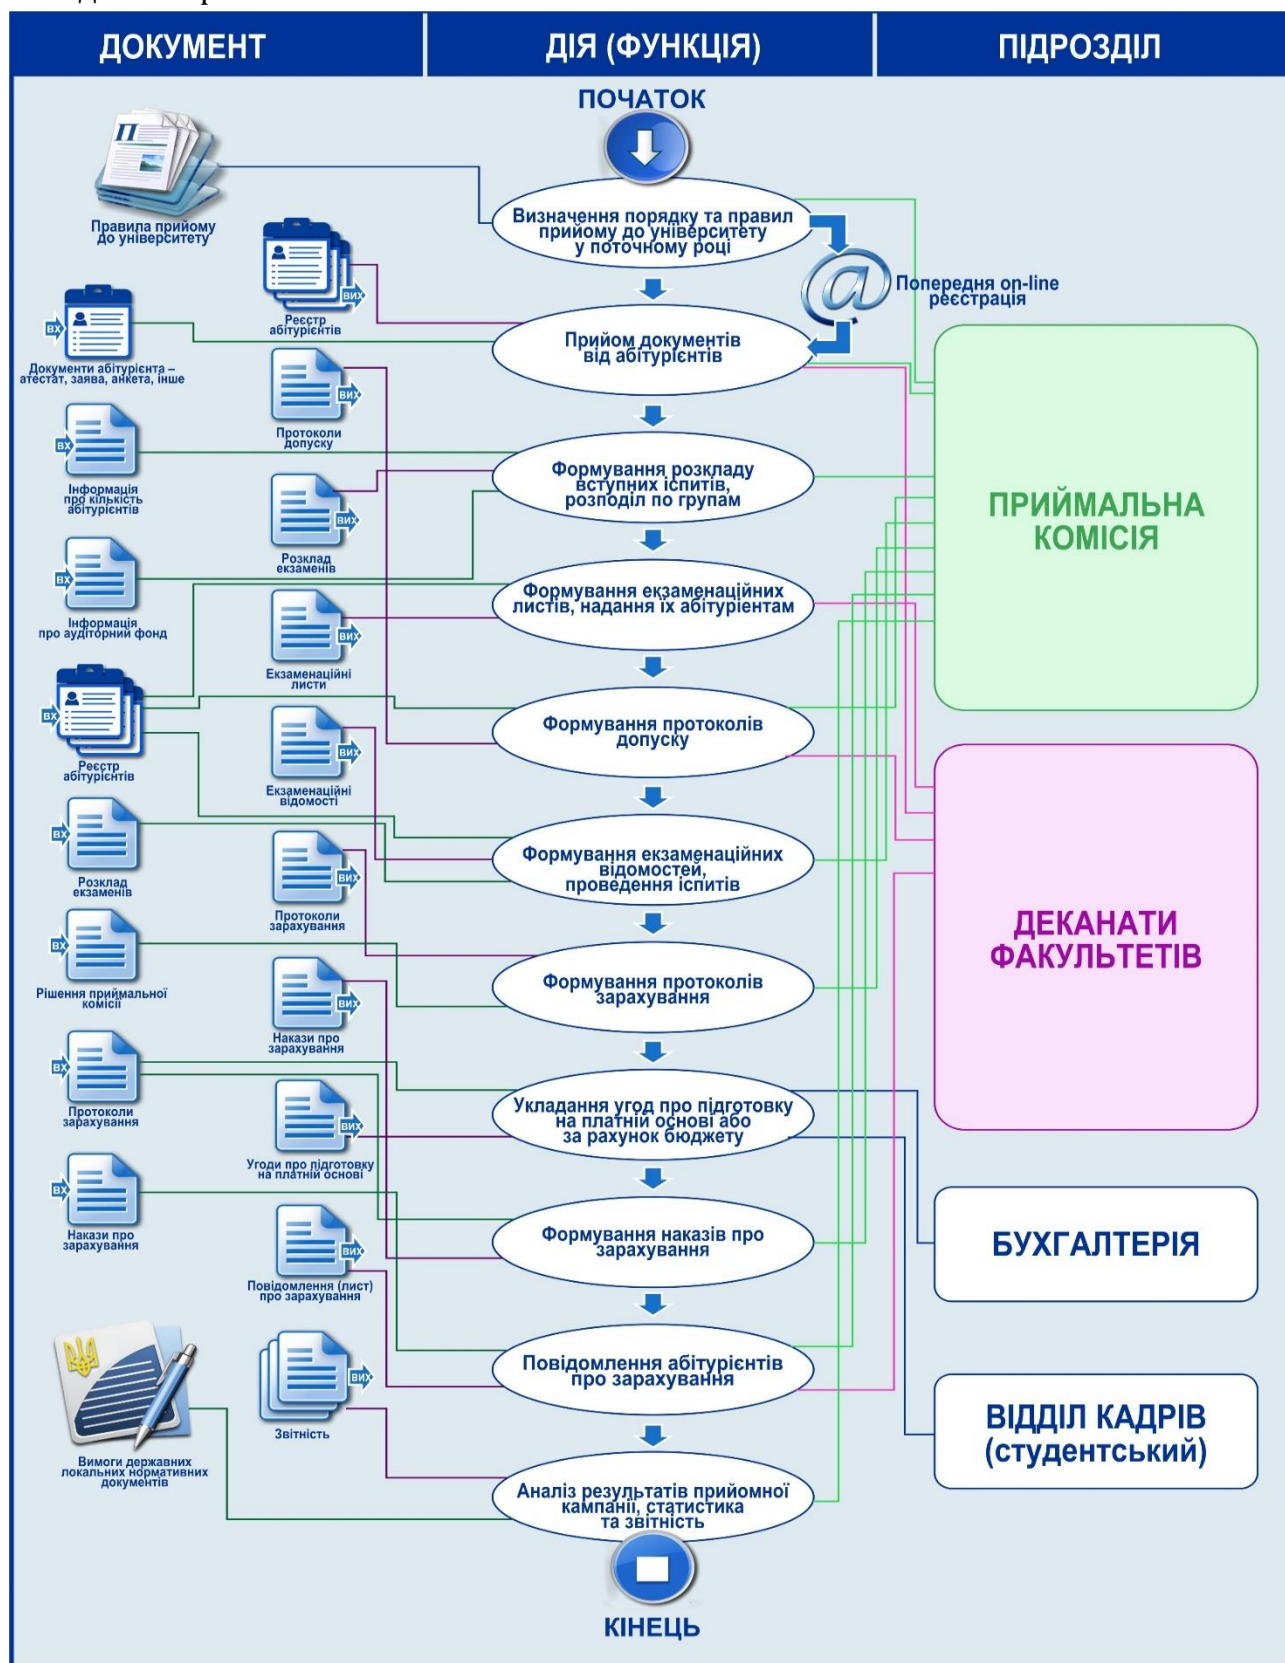 ДОКУМЕНТ
ДІЯ (ФУНКЦІЯ)
ПІДРОЗДІЛ
ПОЧАТОК
Правила прийому
до університету
Визначення порядку та правил
прийому до університету
у поточному році
Попередня on-line
реєстрація
ВИХ
Реєстр
абітурієнтів
ВХ
Документи абітурієнта –
атестат, заява, анкета, інше
Прийом документів
від абітурієнтів
ВИХ
Протоколи
допуску
ВХ
Інформація
про кількість
абітурієнтів
Формування розкладу
вступних іспитів,
розподіл по групам
ПРИЙМАЛЬНА
КОМІСІЯ
ВИХ
Розклад
екзаменів
ВХ
Інформація
про аудіторний фонд
Формування екзаменаційних
листів, надання їх абітуріентам
ВИХ
Екзаменаційні
листи
ВХ
Реєстр
абітурієнтів
Формування протоколів
допуску
ВИХ
Екзаменаційні
відомості
ВХ
Розклад
екзаменів
Формування екзаменаційних
відомостей,
проведення іспитів
ВИХ
Протоколи
зарахування
ДЕКАНАТИ
ФАКУЛЬТЕТІВ
ВХ
Рішення приймальної
комісії
Формування протоколів
зарахування
ВИХ
Накази про
зарахування
ВХ
Протоколи
зарахування
Укладання угод про підготовку
на платній основі або
за рахунок бюджету
ВИХ
Угоди про підготовку
на платній основі
ВХ
Накази про
зарахування
Формування наказів про
зарахування
БУХГАЛТЕРІЯ
ВИХ
Повідомлення (лист)
про зарахування
Повідомлення абітурієнтів
про зарахування
ВИХ
Звітність
ВІДДІЛ КАДРІВ
(студентський)
Вимоги державних
локальних нормативних
документів
Аналіз результатів прийомної
кампанії, статистика
та звітність
КІНЕЦЬ